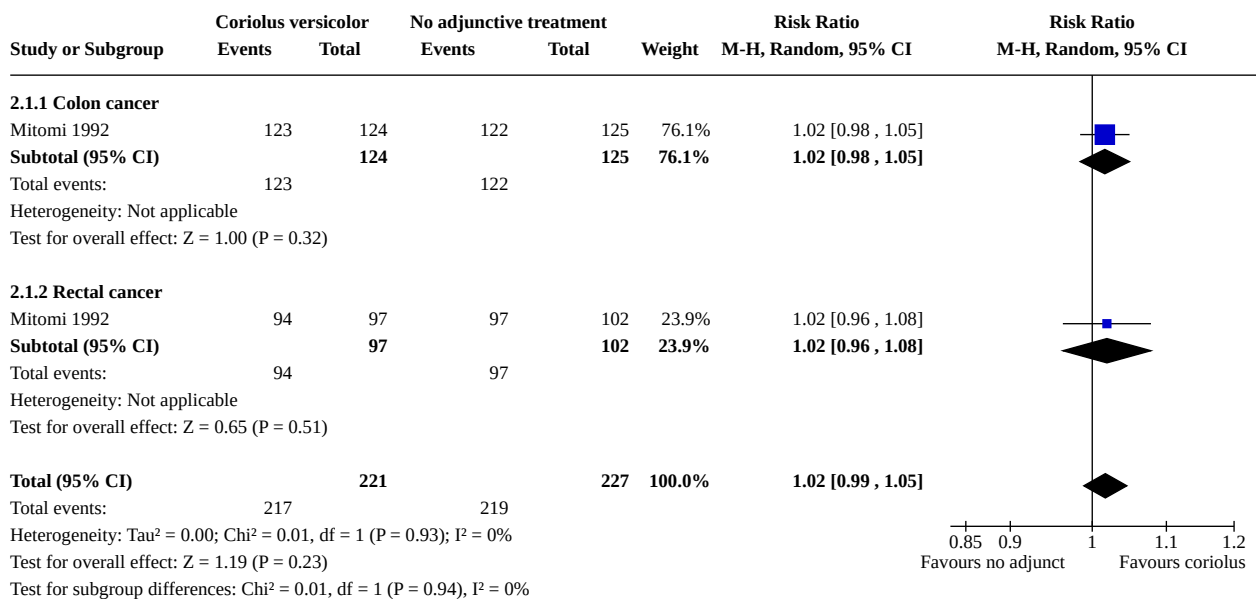 Coriolus versicolor No adjunctive treatment Risk Ratio Risk Ratio
Study or Subgroup Events Total Events Total Weight M-H, Random, 95% CI M-H, Random, 95% CI
2.1.1 Colon cancer
Mitomi 1992 123 124 122 125 76.1% 1.02 [0.98 , 1.05]
Subtotal (95% CI) 124 125 76.1% 1.02 [0.98 , 1.05]
Total events: 123 122
Heterogeneity: Not applicable
Test for overall effect: Z = 1.00 (P = 0.32)
2.1.2 Rectal cancer
Mitomi 1992 94 97 97 102 23.9% 1.02 [0.96 , 1.08]
Subtotal (95% CI) 97 102 23.9% 1.02 [0.96 , 1.08]
Total events: 94 97
Heterogeneity: Not applicable
Test for overall effect: Z = 0.65 (P = 0.51)
Total (95% CI) 221 227 100.0% 1.02 [0.99 , 1.05]
Total events: 217 219
Heterogeneity: Tau² = 0.00; Chi² = 0.01, df = 1 (P = 0.93); I² = 0% 0.85 0.9 1 1.1 1.2
Test for overall effect: Z = 1.19 (P = 0.23) Favours no adjunct Favours coriolus
Test for subgroup differences: Chi² = 0.01, df = 1 (P = 0.94), I² = 0%